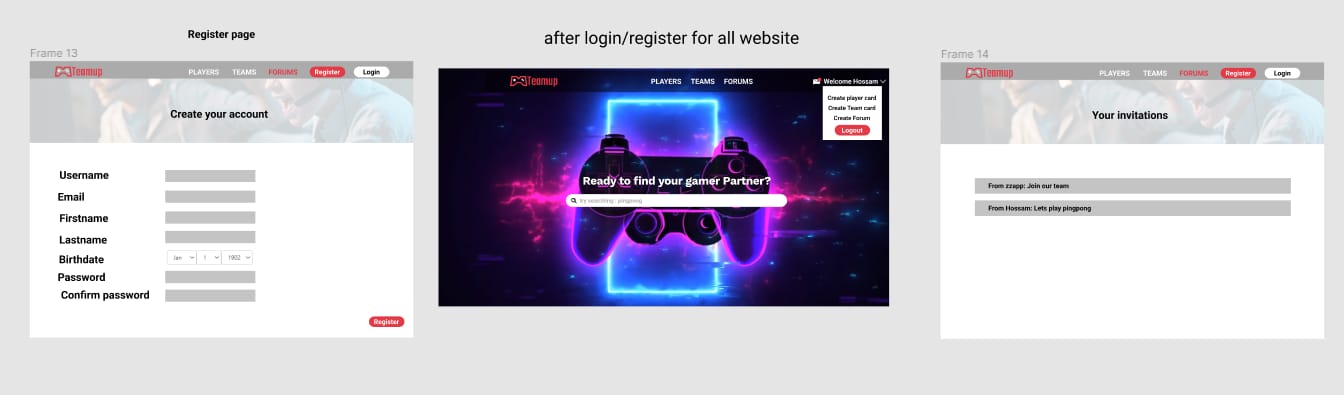 Register page
Frame 13
Teamup PLAYERS TEAMS FORUMS Register Login
Create your account
Username
Email
Firstname
Lastname
Birthdate Jan 1 1902
Password
Confirm password
Register
after login/register for all website
Teamup PLAYERS TEAMS FORUMS Welcome Hossam
Create player card
Create Team card
Create Forum
Logout
Ready to find your gamer Partner?
try searching : pingpong
Frame 14
Teamup PLAYERS TEAMS FORUMS Register Login
Your invitations
From zzapp: Join our team
From Hossam: Lets play pingpong